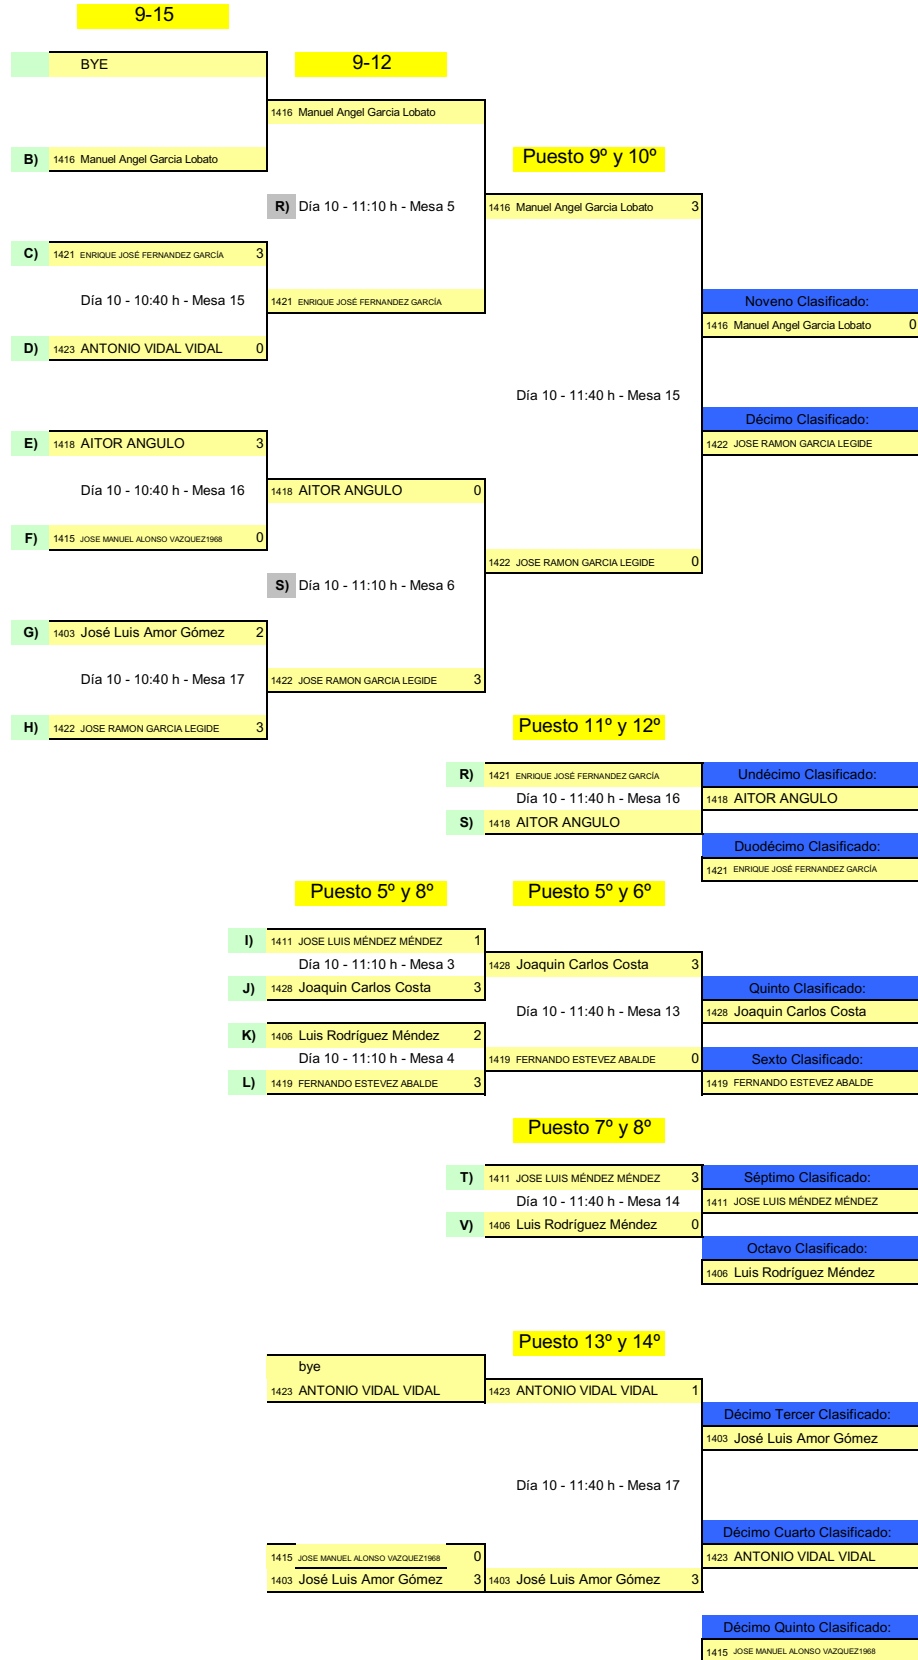 9-15
BYE
9-12
1416 Manuel Angel Garcia Lobato
B) 1416 Manuel Angel Garcia Lobato
Puesto 9º y 10º
R) Día 10 - 11:10 h - Mesa 5
1416 Manuel Angel Garcia Lobato 3
C) 1421 ENRIQUE JOSÉ FERNANDEZ GARCÍA 3
Día 10 - 10:40 h - Mesa 15
1421 ENRIQUE JOSÉ FERNANDEZ GARCÍA
Noveno Clasificado:
1416 Manuel Angel Garcia Lobato 0
D) 1423 ANTONIO VIDAL VIDAL 0
Día 10 - 11:40 h - Mesa 15
Décimo Clasificado:
E) 1418 AITOR ANGULO 3
1422 JOSE RAMON GARCIA LEGIDE
Día 10 - 10:40 h - Mesa 16
1418 AITOR ANGULO 0
F) 1415 JOSE MANUEL ALONSO VAZQUEZ1968 0
1422 JOSE RAMON GARCIA LEGIDE 0
S) Día 10 - 11:10 h - Mesa 6
G) 1403 José Luis Amor Gómez 2
Día 10 - 10:40 h - Mesa 17
1422 JOSE RAMON GARCIA LEGIDE 3
H) 1422 JOSE RAMON GARCIA LEGIDE 3
Puesto 11º y 12º
R) 1421 ENRIQUE JOSÉ FERNANDEZ GARCÍA
Undécimo Clasificado:
Día 10 - 11:40 h - Mesa 16
1418 AITOR ANGULO
S) 1418 AITOR ANGULO
Duodécimo Clasificado:
1421 ENRIQUE JOSÉ FERNANDEZ GARCÍA
Puesto 5º y 8º
Puesto 5º y 6º
I) 1411 JOSE LUIS MÉNDEZ MÉNDEZ 1
Día 10 - 11:10 h - Mesa 3
1428 Joaquin Carlos Costa 3
J) 1428 Joaquin Carlos Costa 3
Quinto Clasificado:
Día 10 - 11:40 h - Mesa 13
1428 Joaquin Carlos Costa
K) 1406 Luis Rodríguez Méndez 2
Día 10 - 11:10 h - Mesa 4
1419 FERNANDO ESTEVEZ ABALDE 0
Sexto Clasificado:
L) 1419 FERNANDO ESTEVEZ ABALDE 3
1419 FERNANDO ESTEVEZ ABALDE
Puesto 7º y 8º
T) 1411 JOSE LUIS MÉNDEZ MÉNDEZ 3
Séptimo Clasificado:
Día 10 - 11:40 h - Mesa 14
1411 JOSE LUIS MÉNDEZ MÉNDEZ
V) 1406 Luis Rodríguez Méndez 0
Octavo Clasificado:
1406 Luis Rodríguez Méndez
Puesto 13º y 14º
bye
1423 ANTONIO VIDAL VIDAL
1423 ANTONIO VIDAL VIDAL 1
Décimo Tercer Clasificado:
1403 José Luis Amor Gómez
Día 10 - 11:40 h - Mesa 17
Décimo Cuarto Clasificado:
1415 JOSE MANUEL ALONSO VAZQUEZ1968 0
1423 ANTONIO VIDAL VIDAL
1403 José Luis Amor Gómez 3
1403 José Luis Amor Gómez 3
Décimo Quinto Clasificado:
1415 JOSE MANUEL ALONSO VAZQUEZ1968